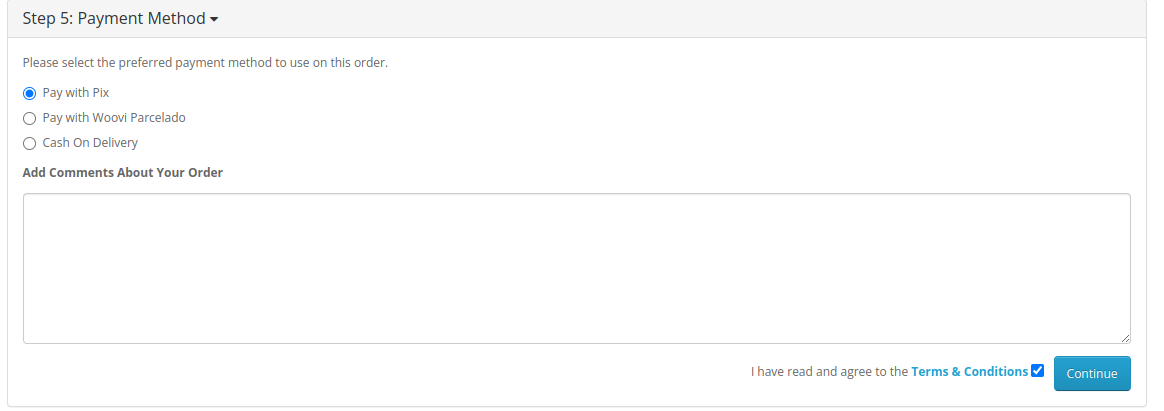 Step 5: Payment Method
Please select the preferred payment method to use on this order.
Pay with Pix
Pay with Woovi Parcelado
Cash On Delivery
Add Comments About Your Order
I have read and agree to the Terms & Conditions
Continue